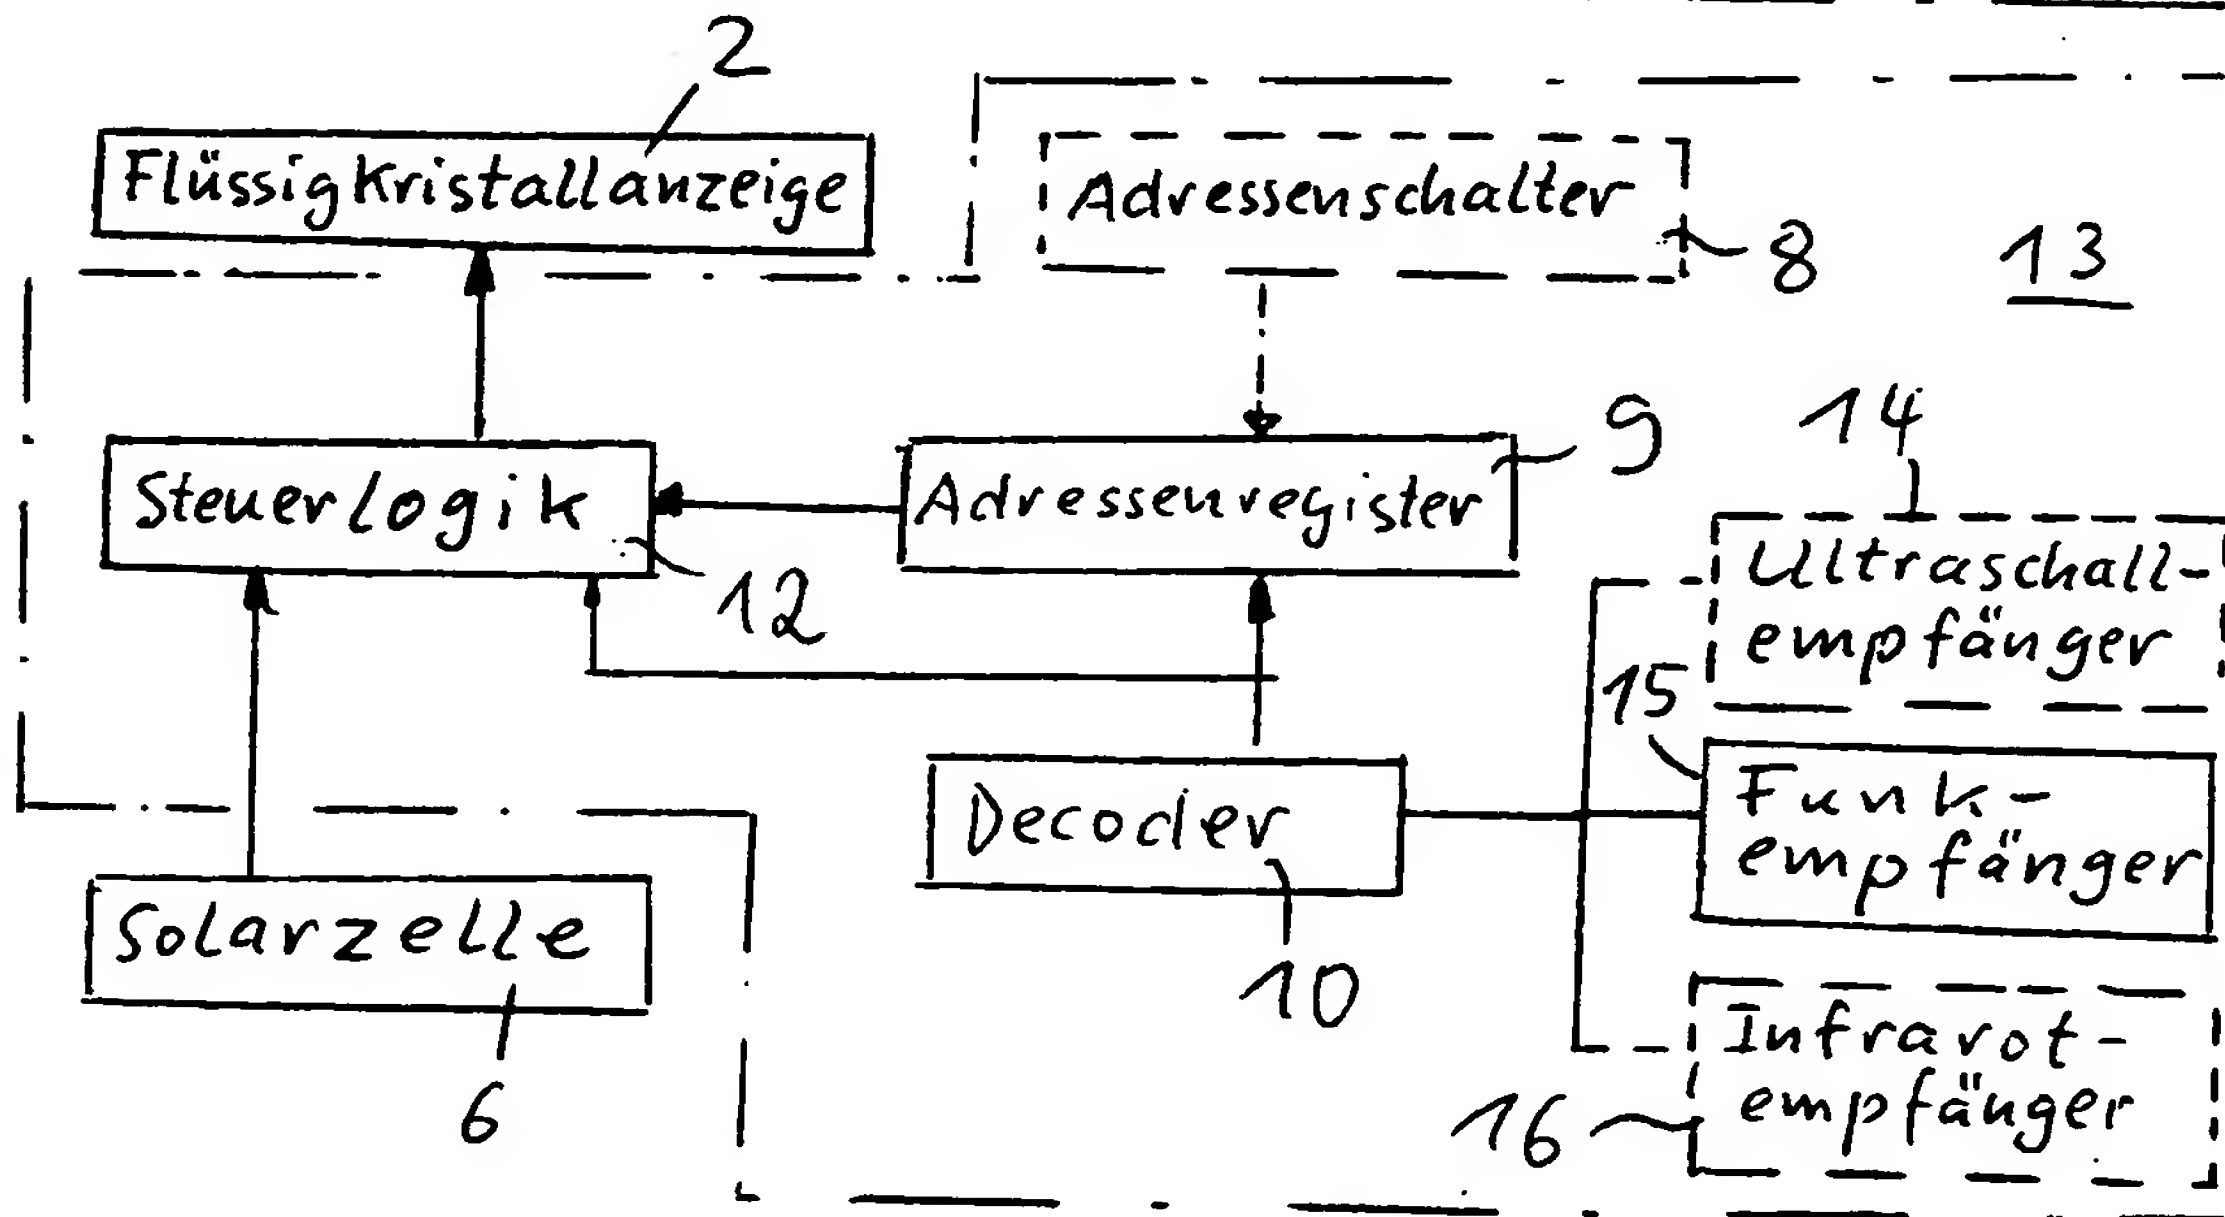 2
Flüssigkristallanzeige
Adressenschalter
8
13
Steuerlogik
12
Adressenregister
9
14
Ultraschall-
empfänger
15
Funk-
empfänger
Decoder
10
Solarzelle
6
Infrarot-
empfänger
16